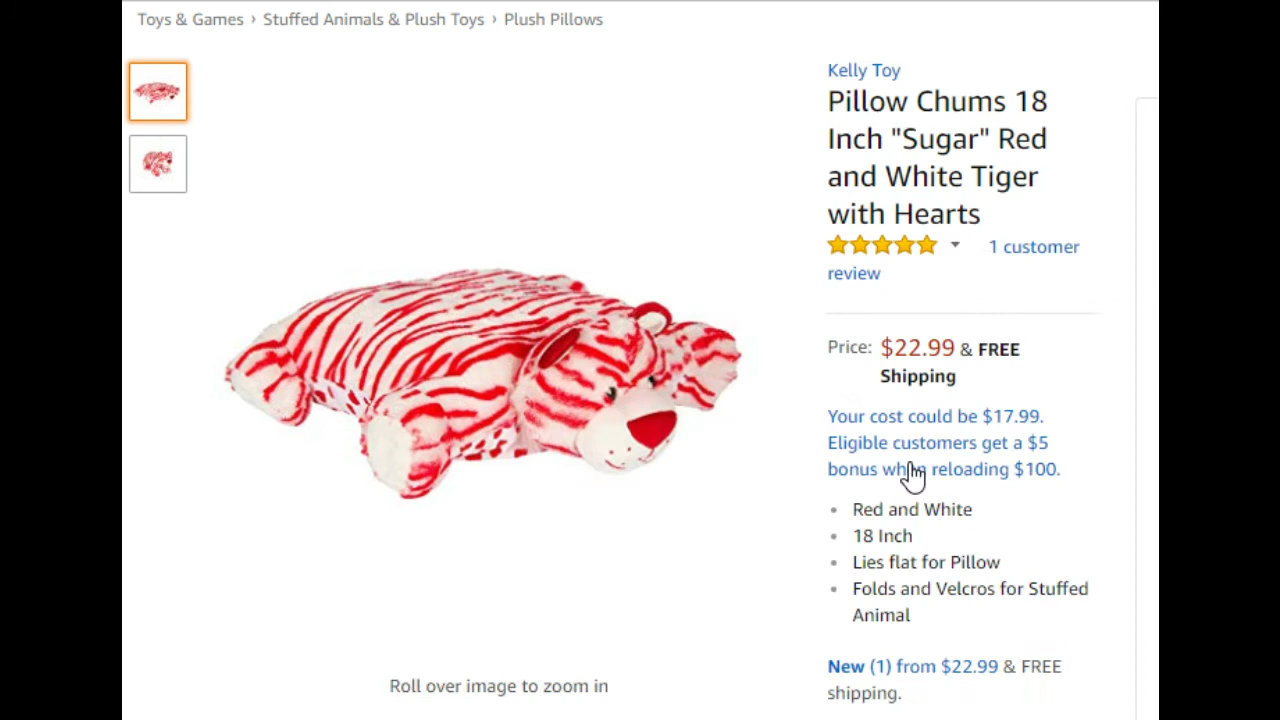 Toys & Games › Stuffed Animals & Plush Toys › Plush Pillows
Kelly Toy
Pillow Chums 18
Inch "Sugar" Red
and White Tiger
with Hearts
1 customer
review
Price: $22.99 & FREE
Shipping
Your cost could be $17.99.
Eligible customers get a $5
bonus when reloading $100.
• Red and White
• 18 Inch
• Lies flat for Pillow
• Folds and Velcros for Stuffed
Animal
New (1) from $22.99 & FREE
shipping.
Roll over image to zoom in